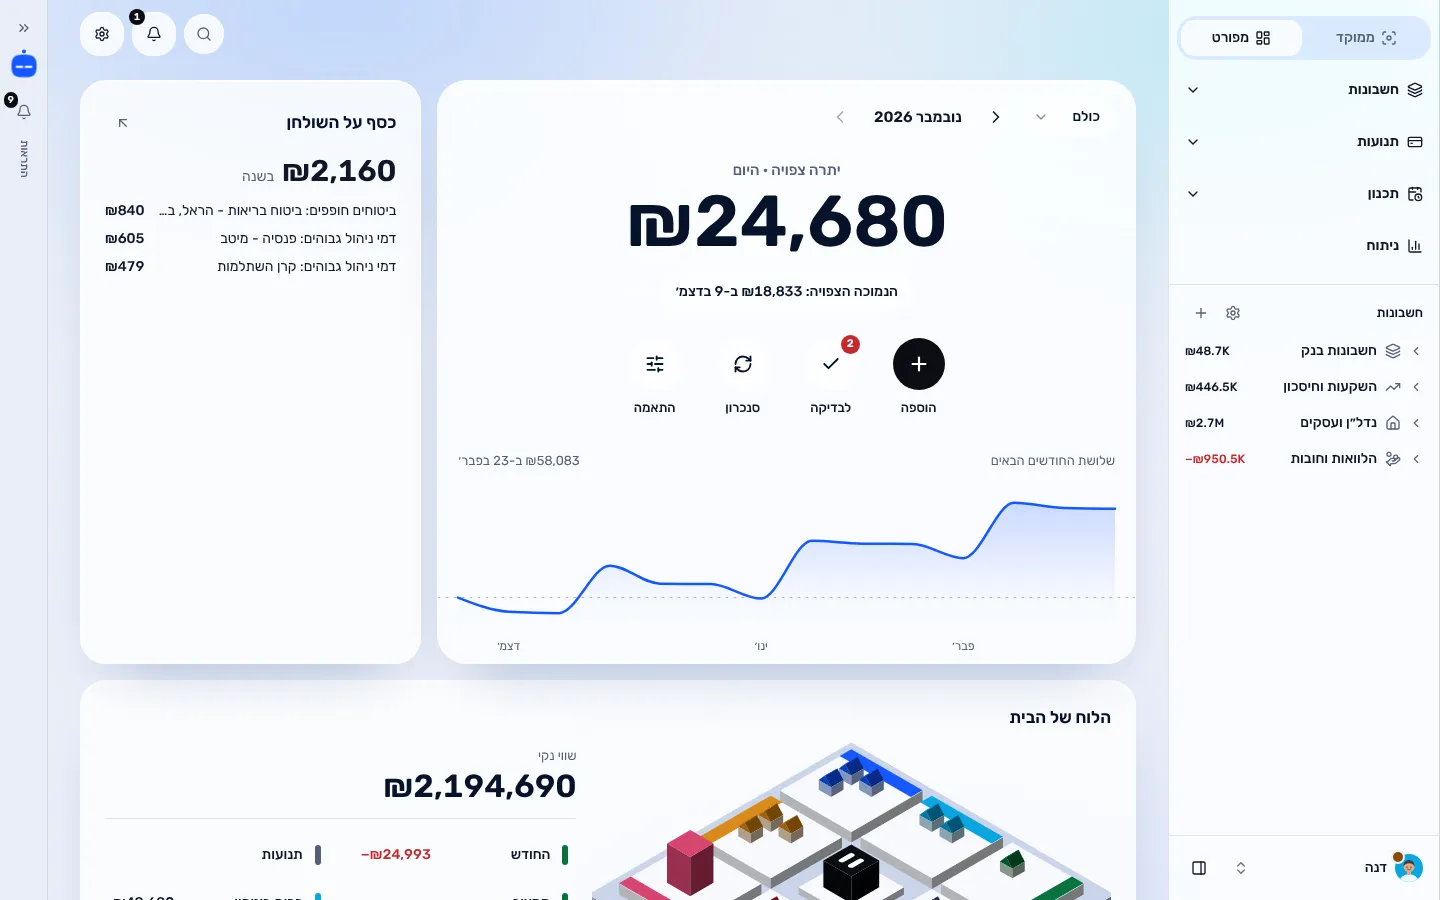 ממוקד
מפורט
חשבונות
תנועות
תכנון
ניתוח
חשבונות
חשבונות בנק ₪48.7K
השקעות וחיסכון ₪446.5K
נדל״ן ועסקים ₪2.7M
הלוואות וחובות −₪950.5K
דנה
1
כולם
נובמבר 2026
יתרה צפויה • היום
₪24,680
הנמוכה הצפויה: ₪18,833 ב-9 בדצמ׳
2
הוספה
לבדיקה
סנכרון
התאמה
שלושת החודשים הבאים
₪58,083 ב-23 בפבר׳
דצמ׳
ינו׳
פבר׳
כסף על השולחן
₪2,160 בשנה
ביטוחים חופפים: ביטוח בריאות - הראל, ב... ₪840
דמי ניהול גבוהים: פנסיה - מיטב ₪605
דמי ניהול גבוהים: קרן השתלמות ₪479
הלוח של הבית
שווי נקי
₪2,194,690
החודש −₪24,993
תנועות
9
התראות